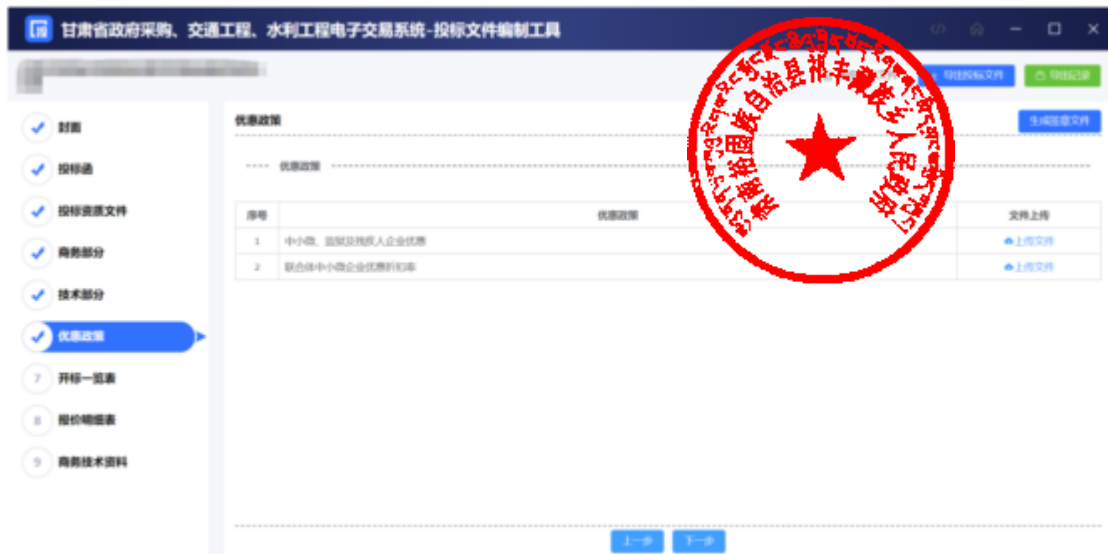 甘肃省政府采购、交通工程、水利工程电子交易系统-投标文件编制工具
导出投标文件
导出记录
封面
投标函
投标资质文件
商务部分
技术部分
优惠政策
7 开标一览表
8 报价明细表
9 商务技术资料
优惠政策
生成签章文件
优惠政策
序号 优惠政策 文件上传
1 中小微、监狱及残疾人企业优惠 上传文件
2 联合体中小微企业优惠折扣率 上传文件
肃南裕固族自治县祁丰藏族乡人民政府
上一步 下一步